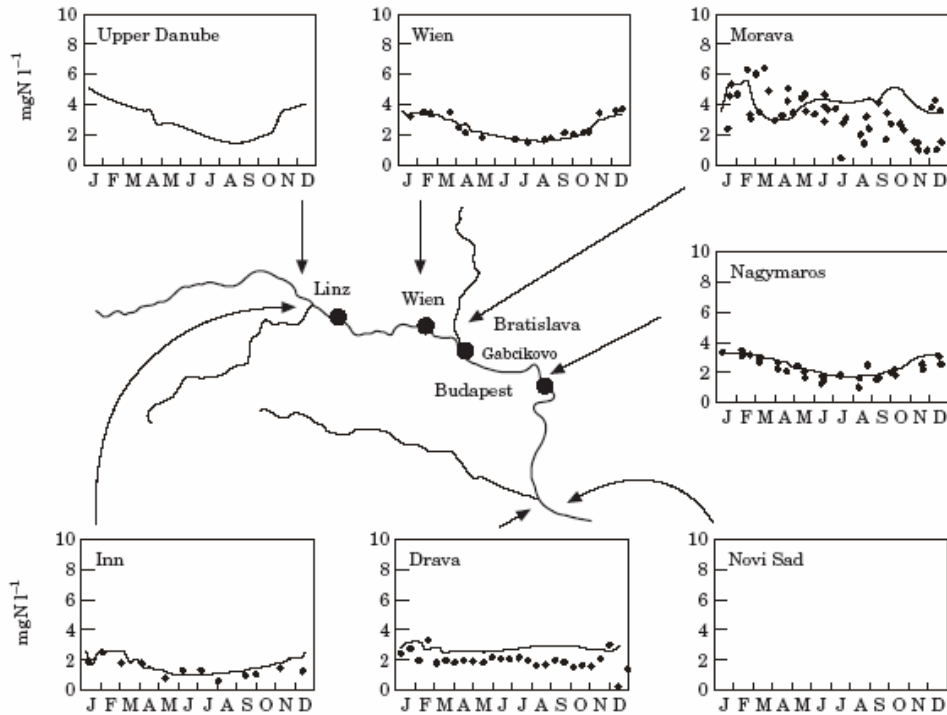 10
8
6
4
2
0
mgN l⁻¹
Upper Danube
J F M A M J J A S O N D
10
8
6
4
2
0
Wien
J F M A M J J A S O N D
10
8
6
4
2
0
Morava
J F M A M J J A S O N D
Linz
Wien
Bratislava
Gabcikovo
Budapest
10
8
6
4
2
0
Nagymaros
J F M A M J J A S O N D
10
8
6
4
2
0
mgN l⁻¹
Inn
J F M A M J J A S O N D
10
8
6
4
2
0
Drava
J F M A M J J A S O N D
10
8
6
4
2
0
Novi Sad
J F M A M J J A S O N D